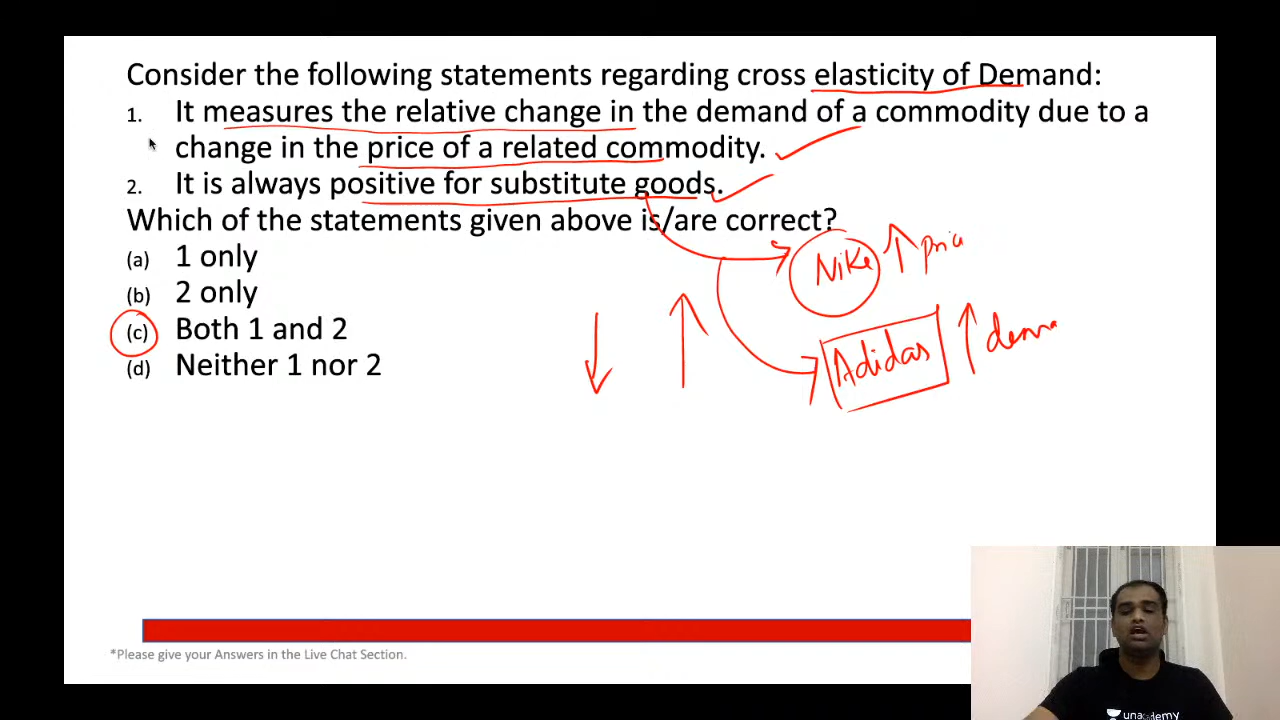 Consider the following statements regarding cross elasticity of Demand:
1. It measures the relative change in the demand of a commodity due to a
change in the price of a related commodity.
2. It is always positive for substitute goods.
Which of the statements given above is/are correct?
(a) 1 only
(b) 2 only
(c) Both 1 and 2
(d) Neither 1 nor 2
Nike pric
Adidas dema
*Please give your Answers in the Live Chat Section.
unacademy